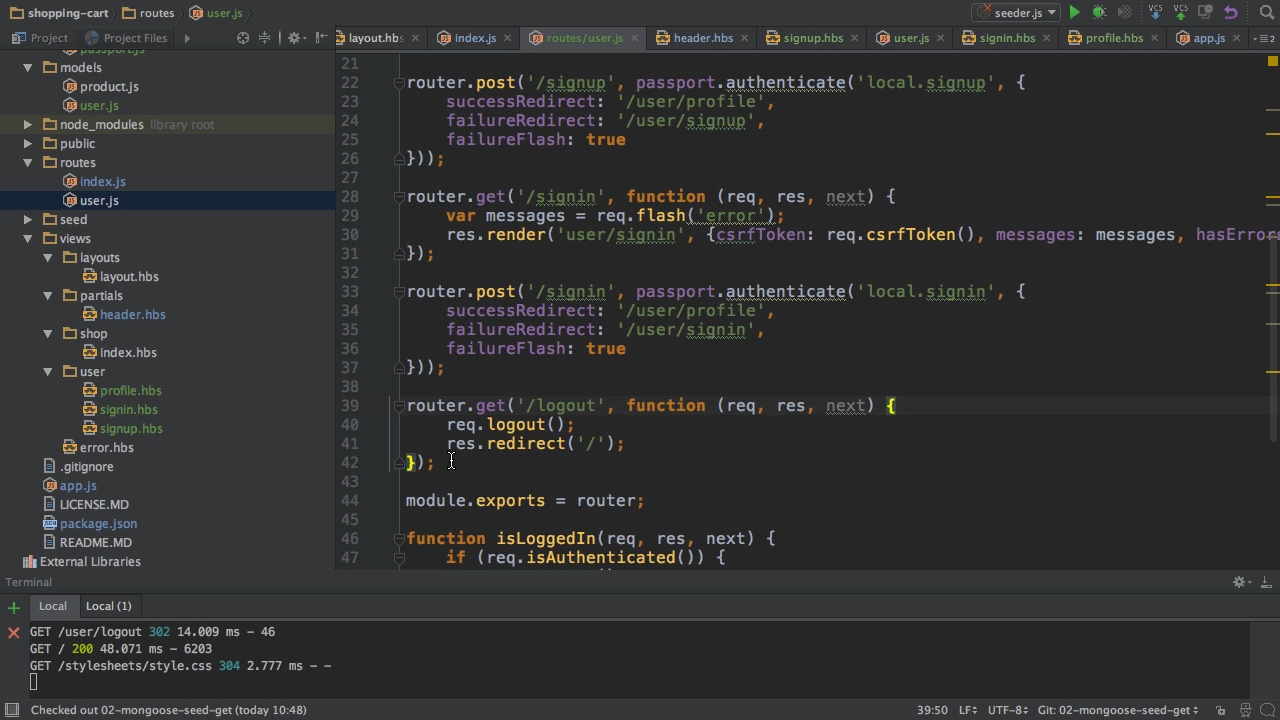 shopping-cart routes user.js seeder.js VCS VCS
Project Project Files layout.hb index.js routes/user.js header.hbs signup.hbs user.js signin.hbs profile.hbs app.js
models
product.js
user.js
node_modules library root
public
routes
index.js
user.js
seed
views
layouts
layout.hbs
partials
header.hbs
shop
index.hbs
user
profile.hbs
signin.hbs
signup.hbs
error.hbs
.gitignore
app.js
LICENSE.MD
package.json
README.MD
External Libraries
21
22 router.post('/signup', passport.authenticate('local.signup', {
23 successRedirect: '/user/profile',
24 failureRedirect: '/user/signup',
25 failureFlash: true
26 }));
27
28 router.get('/signin', function (req, res, next) {
29 var messages = req.flash('error');
30 res.render('user/signin', {csrfToken: req.csrfToken(), messages: messages, hasErrors
31 });
32
33 router.post('/signin', passport.authenticate('local.signin', {
34 successRedirect: '/user/profile',
35 failureRedirect: '/user/signin',
36 failureFlash: true
37 }));
38
39 router.get('/logout', function (req, res, next) {
40 req.logout();
41 res.redirect('/');
42 });
43
44 module.exports = router;
45
46 function isLoggedIn(req, res, next) {
47 if (req.isAuthenticated()) {
Terminal
Local Local (1)
GET /user/logout 302 14.009 ms - 46
GET / 200 48.071 ms - 6203
GET /stylesheets/style.css 304 2.777 ms - -
Checked out 02-mongoose-seed-get (today 10:48) 39:50 LF UTF-8 Git: 02-mongoose-seed-get